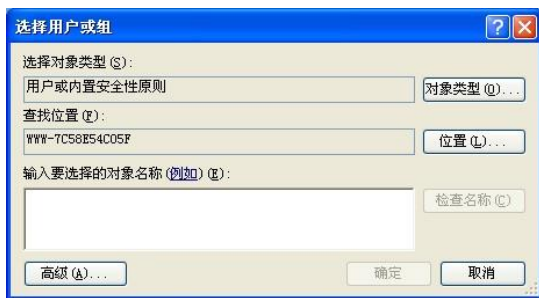 选择用户或组
选择对象类型(S):
用户或内置安全性原则
对象类型(O)...
查找位置(F):
WWW-7C58E54C05F
位置(L)...
输入要选择的对象名称(例如)(E):
检查名称(C)
高级(A)...
确定
取消